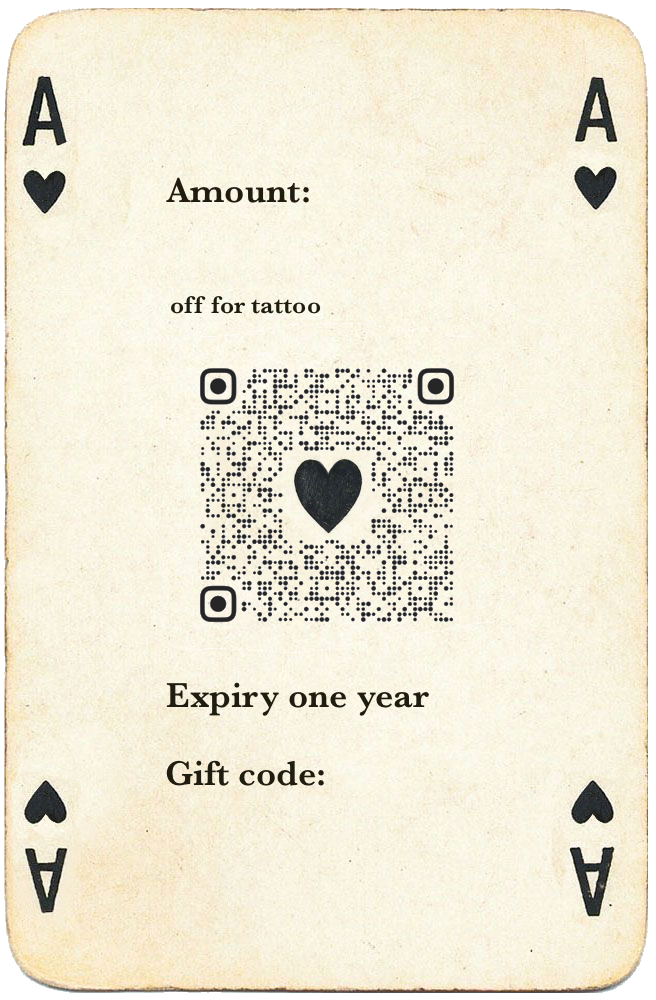 A A
Amount:
off for tattoo
Expiry one year
Gift code:
A A